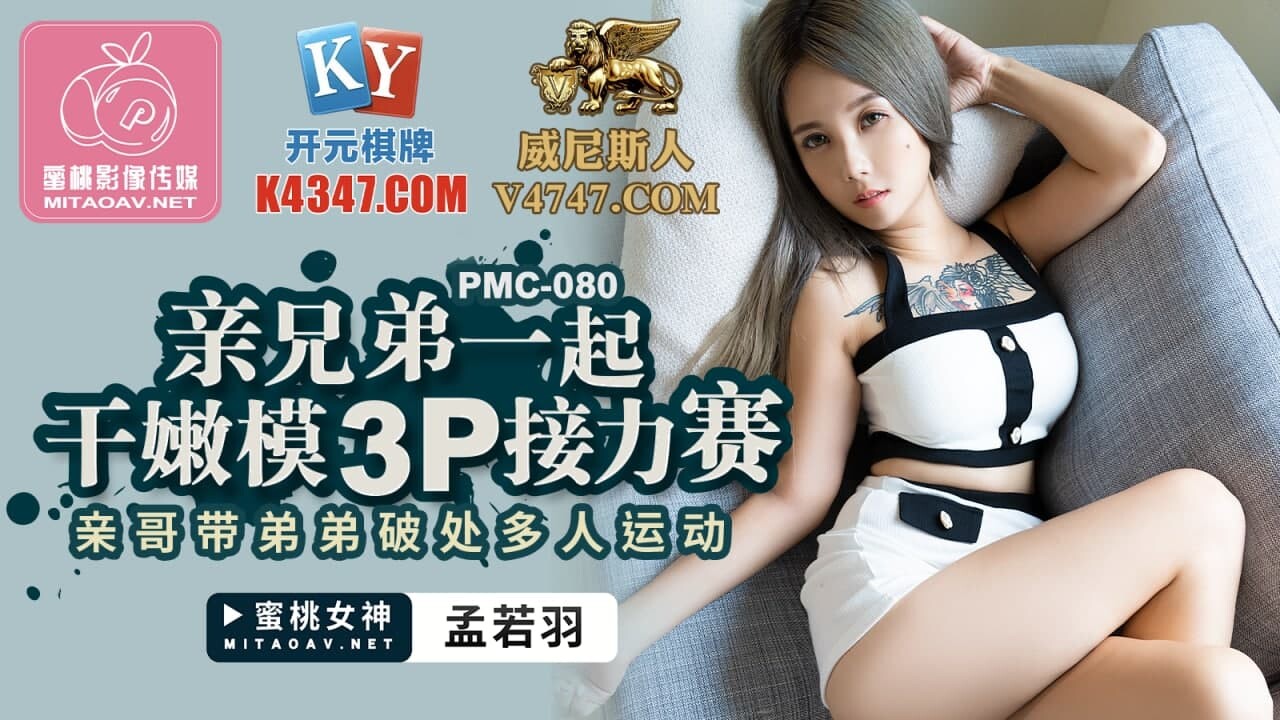 P
蜜桃影像传媒
MITAOAV.NET
KY
开元棋牌
K4347.COM
V
威尼斯人
V4747.COM
PMC-080
亲兄弟一起
干嫩模3P接力赛
亲哥带弟弟破处多人运动
蜜桃女神
MITAOAV.NET
孟若羽